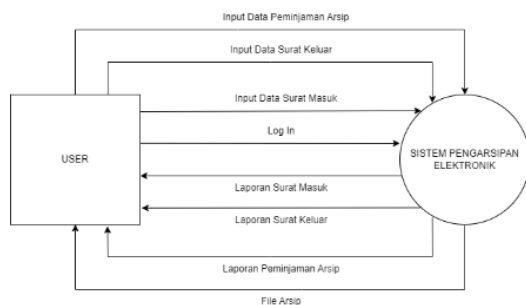 Input Data Peminjaman Arsip
Input Data Surat Keluar
Input Data Surat Masuk
Log In
USER
SISTEM PENGARSIPAN
ELEKTRONIK
Laporan Surat Masuk
Laporan Surat Keluar
Laporan Peminjaman Arsip
File Arsip